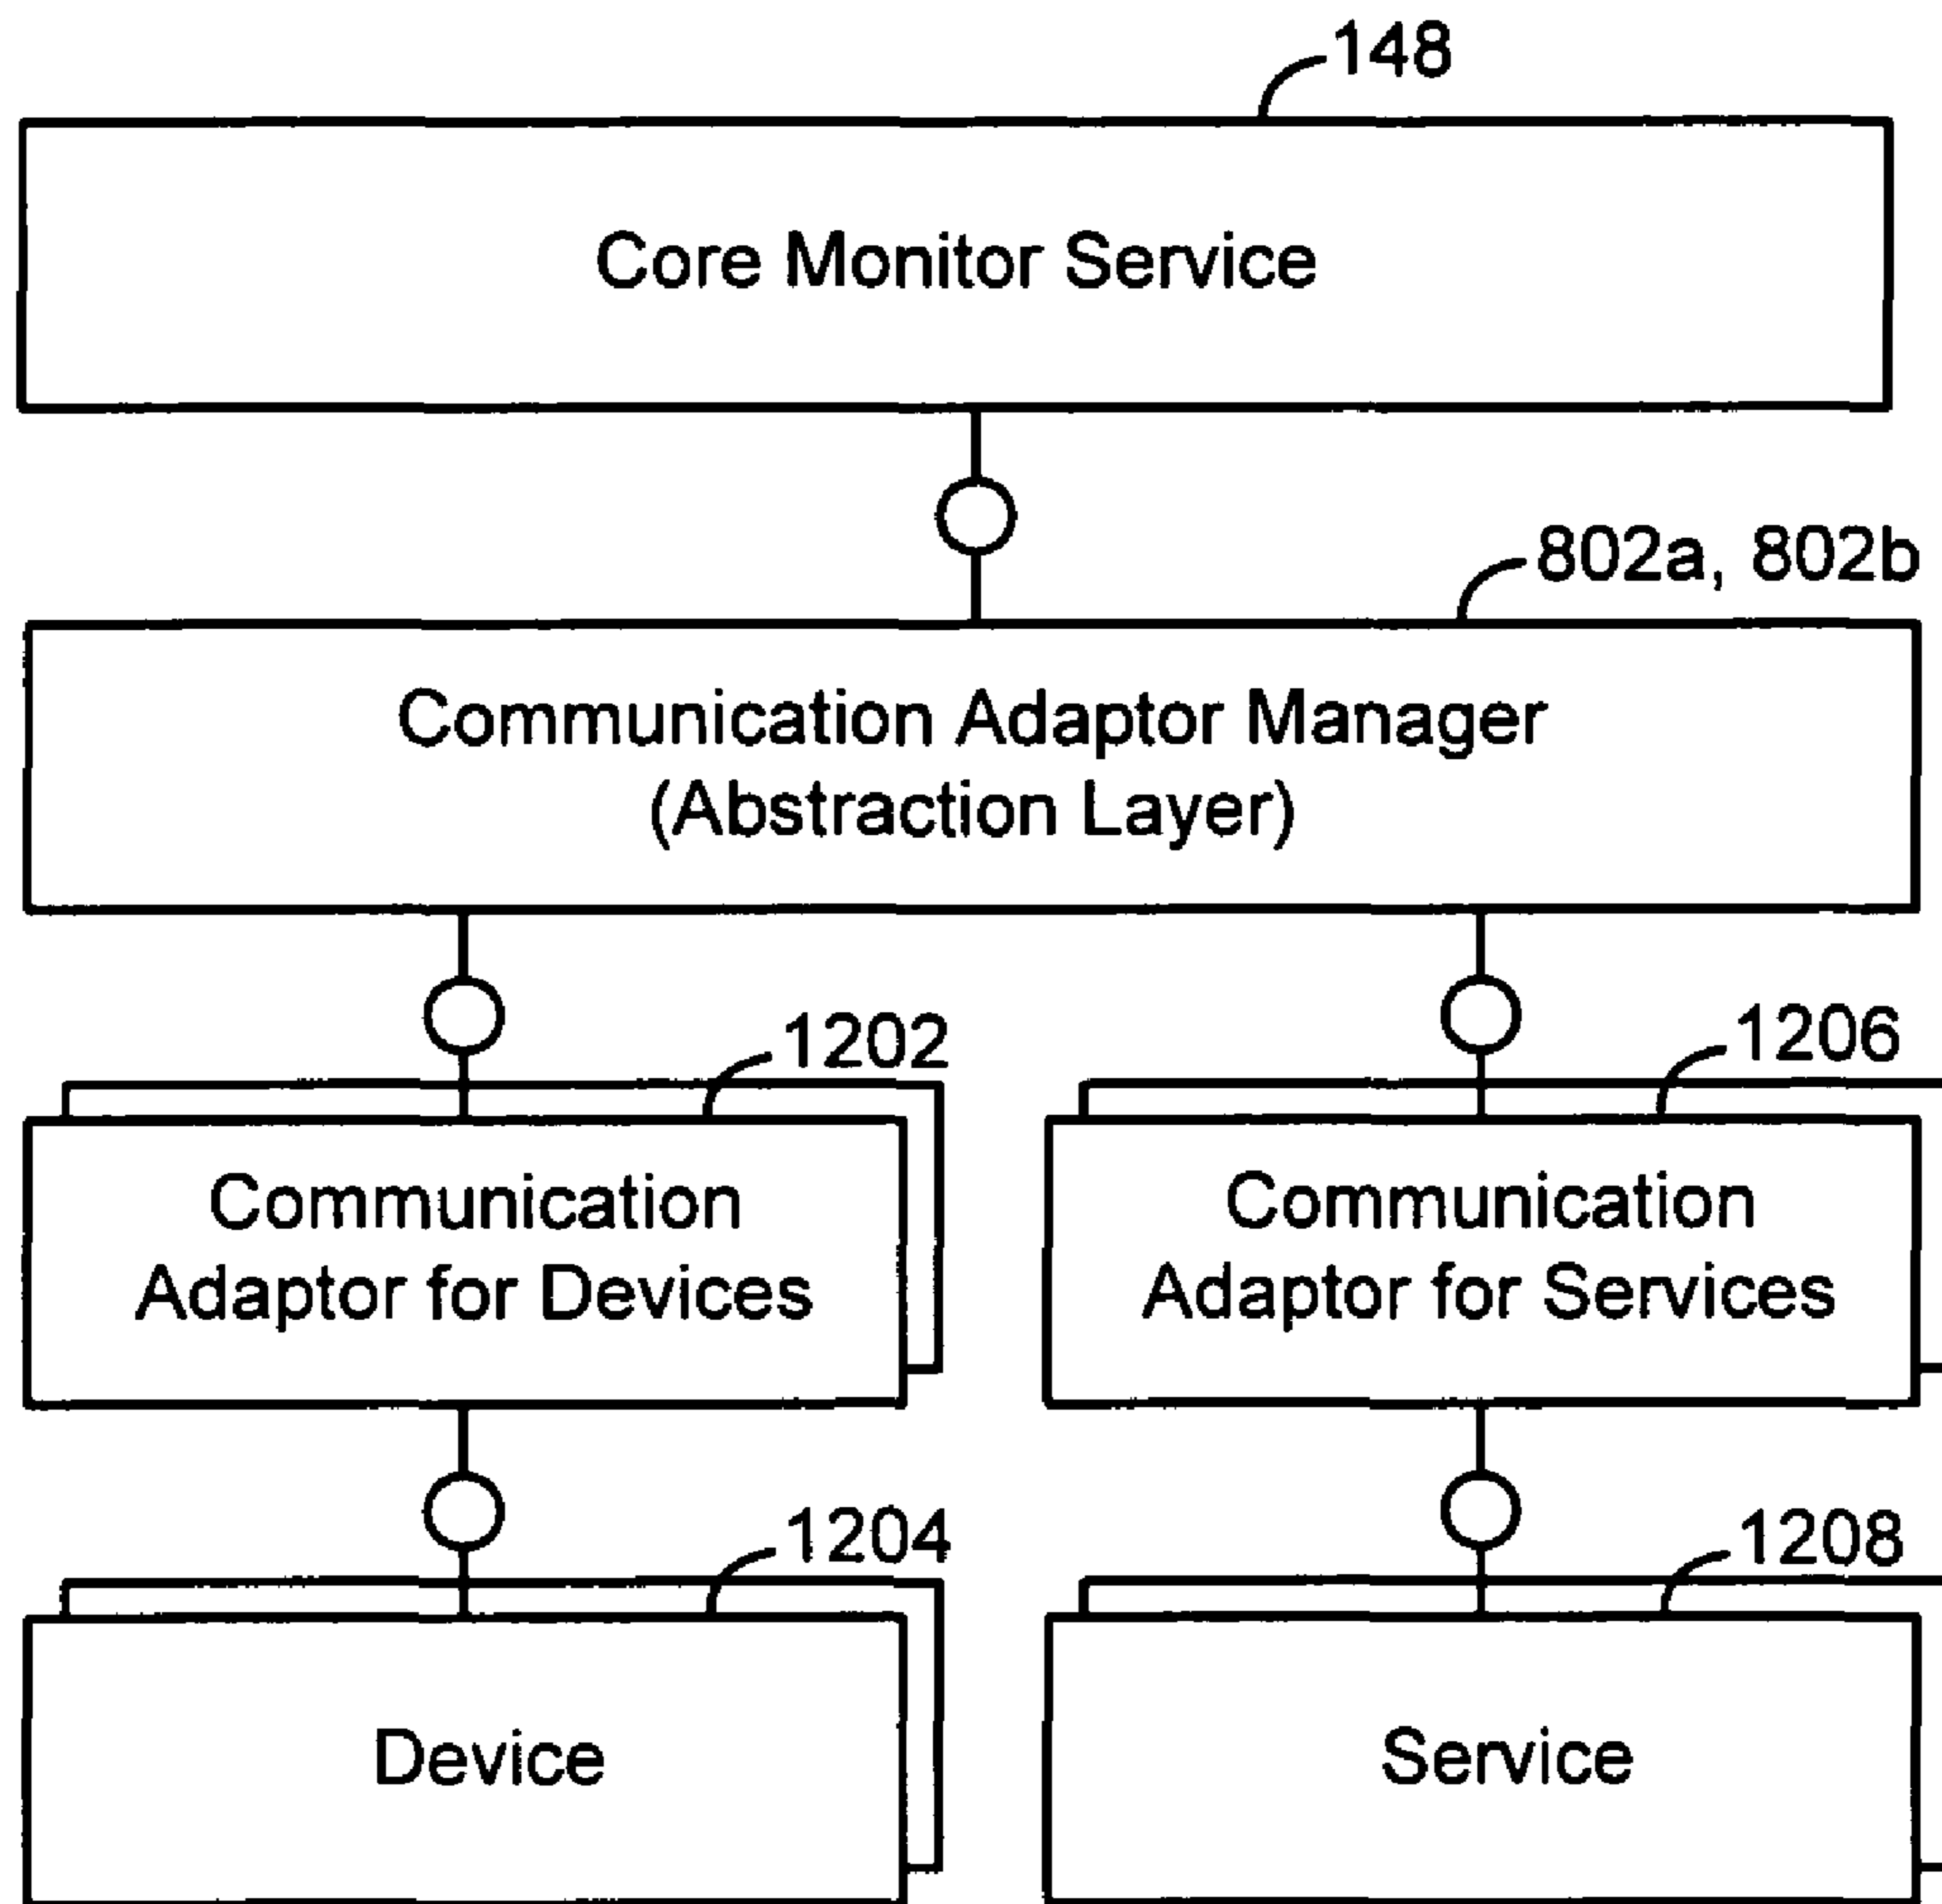 148
Core Monitor Service
802a, 802b
Communication Adaptor Manager
(Abstraction Layer)
1202
1206
Communication
Adaptor for Devices
Communication
Adaptor for Services
1204
1208
Device
Service